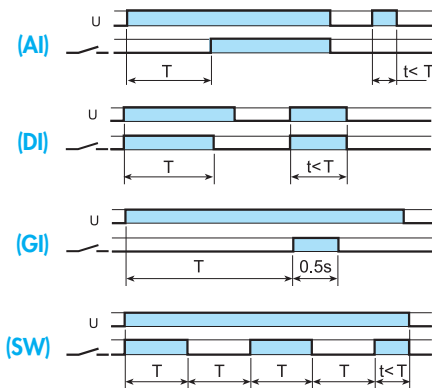 U
(AI)
T
t< T
U
(DI)
T
t<T
U
(GI)
T
0.5s
U
(SW)
T T T T t< T